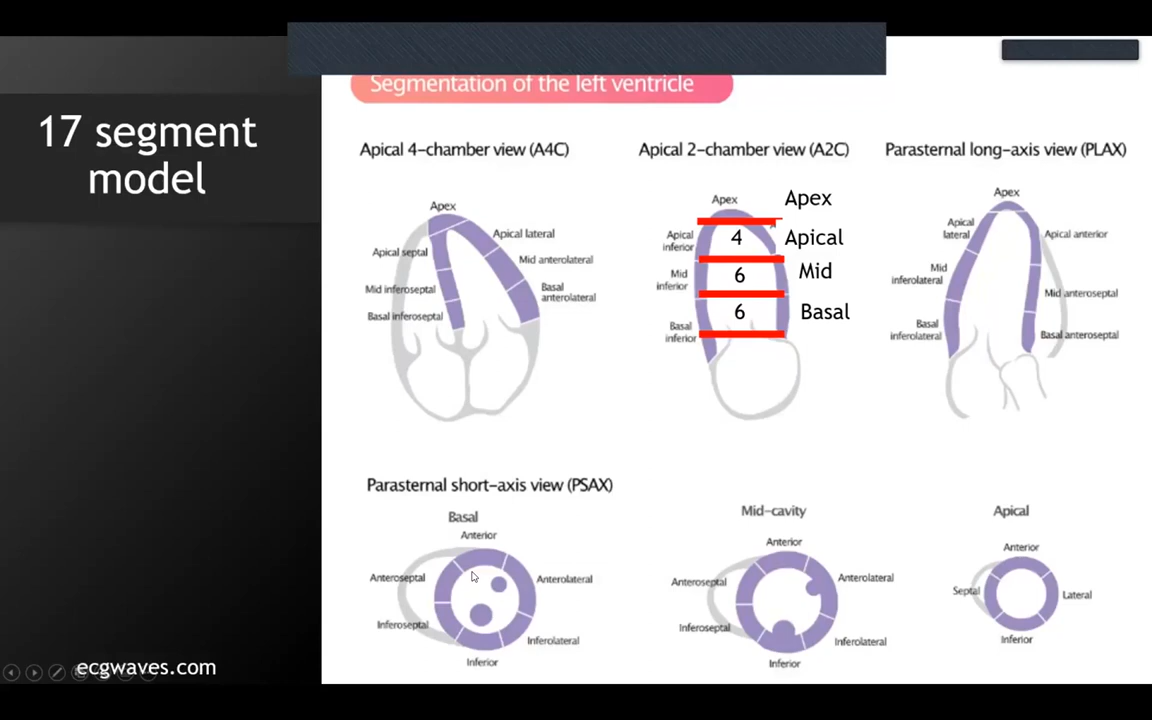 17 segment
model
Segmentation of the left ventricle
Apical 4-chamber view (A4C)
Apex
Apical septal
Apical lateral
Mid inferoseptal
Mid anterolateral
Basal inferoseptal
Basal
anterolateral
Apical 2-chamber view (A2C)
Apex
Apex
Apical
inferior
4
Apical
Mid
inferior
6
Mid
Basal
inferior
6
Basal
Parasternal long-axis view (PLAX)
Apex
Apical
lateral
Apical anterior
Mid
inferolateral
Mid anteroseptal
Basal
inferolateral
Basal anteroseptal
Parasternal short-axis view (PSAX)
Basal
Anterior
Anteroseptal
Anterolateral
Inferoseptal
Inferolateral
Inferior
Mid-cavity
Anterior
Anteroseptal
Anterolateral
Inferoseptal
Inferolateral
Inferior
Apical
Anterior
Septal
Lateral
Inferior
ecgwaves.com